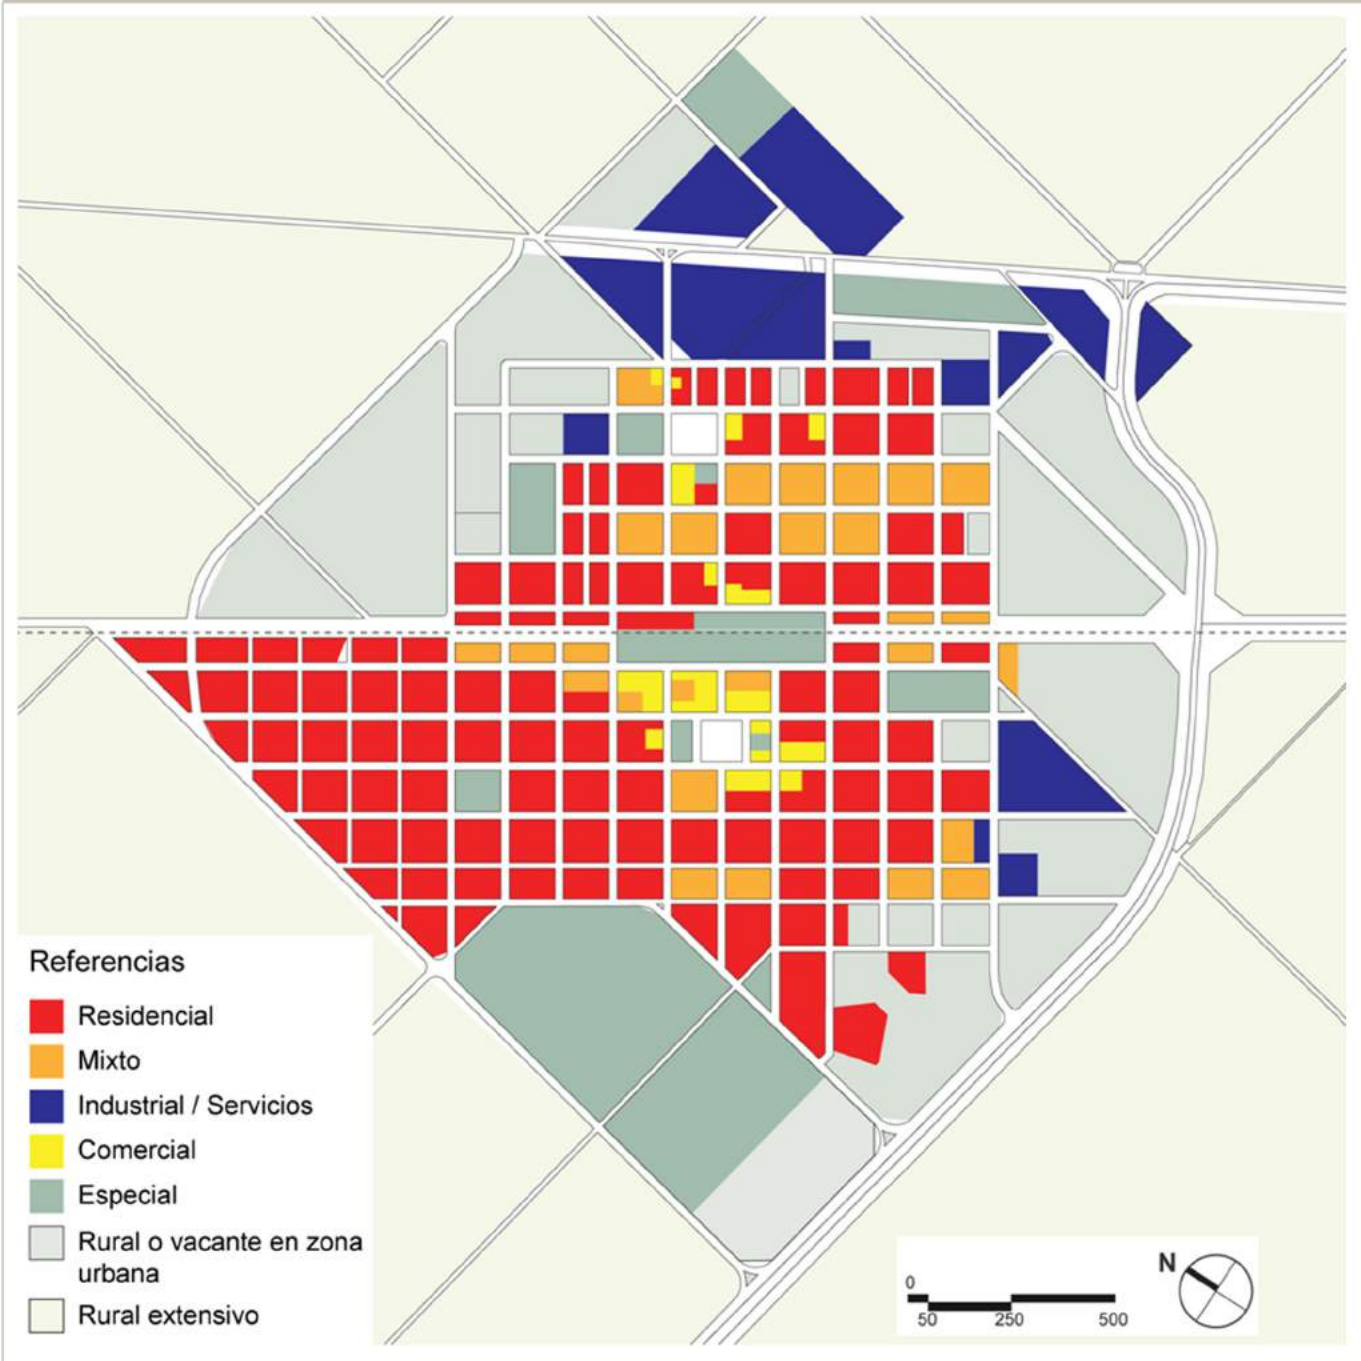 Referencias
Residencial
Mixto
Industrial / Servicios
Comercial
Especial
Rural o vacante en zona
urbana
Rural extensivo
N
0
50 250 500